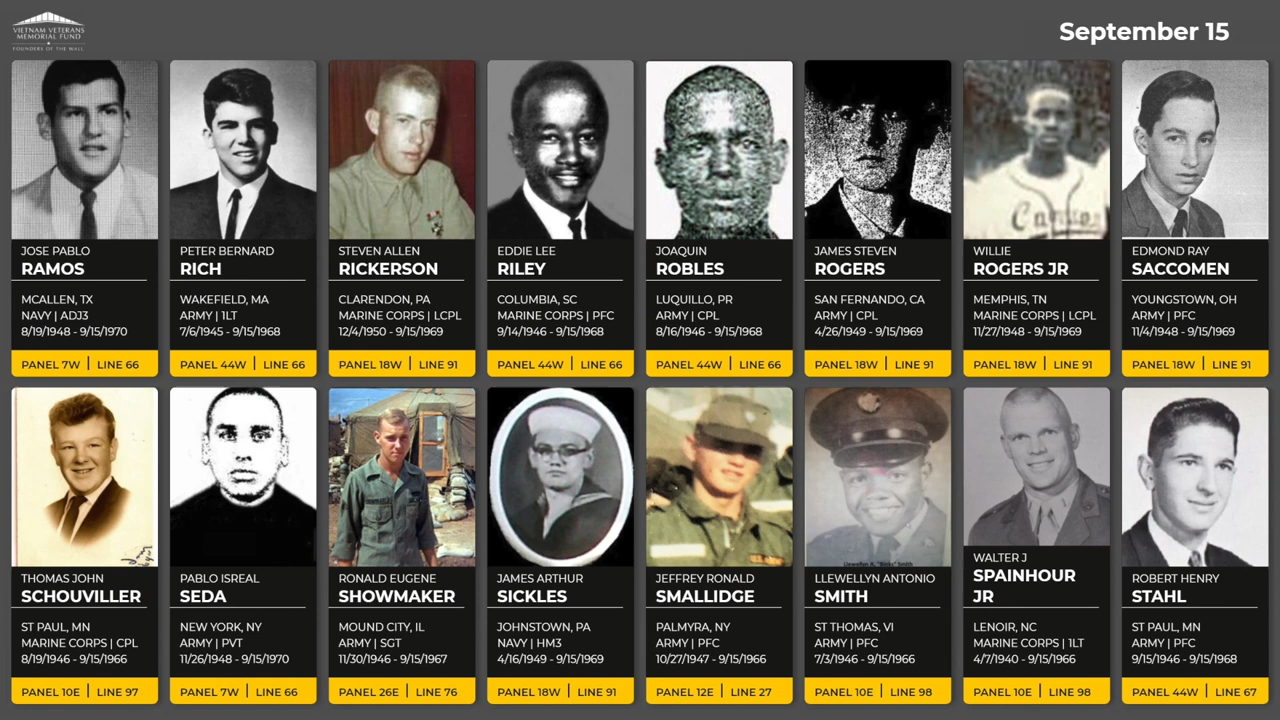 VIETNAM VETERANS
MEMORIAL FUND
FOUNDERS OF THE WALL
September 15
JOSE PABLO
RAMOS
MCALLEN, TX
NAVY | ADJ3
8/19/1948 - 9/15/1970
PANEL 7W | LINE 66
PETER BERNARD
RICH
WAKEFIELD, MA
ARMY | 1LT
7/6/1945 - 9/15/1968
PANEL 44W | LINE 66
STEVEN ALLEN
RICKERSON
CLARENDON, PA
MARINE CORPS | LCPL
12/4/1950 - 9/15/1969
PANEL 18W | LINE 91
EDDIE LEE
RILEY
COLUMBIA, SC
MARINE CORPS | PFC
9/14/1946 - 9/15/1968
PANEL 44W | LINE 66
JOAQUIN
ROBLES
LUQUILLO, PR
ARMY | CPL
8/16/1946 - 9/15/1968
PANEL 44W | LINE 66
JAMES STEVEN
ROGERS
SAN FERNANDO, CA
ARMY | CPL
4/26/1949 - 9/15/1969
PANEL 18W | LINE 91
WILLIE
ROGERS JR
MEMPHIS, TN
MARINE CORPS | LCPL
11/27/1948 - 9/15/1969
PANEL 18W | LINE 91
EDMOND RAY
SACCOMEN
YOUNGSTOWN, OH
ARMY | PFC
11/4/1948 - 9/15/1969
PANEL 18W | LINE 91
THOMAS JOHN
SCHOUVILLER
ST PAUL, MN
MARINE CORPS | CPL
8/19/1946 - 9/15/1966
PANEL 10E | LINE 97
PABLO ISREAL
SEDA
NEW YORK, NY
ARMY | PVT
11/26/1948 - 9/15/1970
PANEL 7W | LINE 66
RONALD EUGENE
SHOWMAKER
MOUND CITY, IL
ARMY | SGT
11/30/1946 - 9/15/1967
PANEL 26E | LINE 76
JAMES ARTHUR
SICKLES
JOHNSTOWN, PA
NAVY | HM3
4/16/1949 - 9/15/1969
PANEL 18W | LINE 91
JEFFREY RONALD
SMALLIDGE
PALMYRA, NY
ARMY | PFC
10/27/1947 - 9/15/1966
PANEL 12E | LINE 27
Llewellyn A. "Binks" Smith
LLEWELLYN ANTONIO
SMITH
ST THOMAS, VI
ARMY | PFC
7/3/1946 - 9/15/1966
PANEL 10E | LINE 98
WALTER J
SPAINHOUR
JR
LENOIR, NC
MARINE CORPS | 1LT
4/7/1940 - 9/15/1966
PANEL 10E | LINE 98
ROBERT HENRY
STAHL
ST PAUL, MN
ARMY | PFC
9/15/1946 - 9/15/1968
PANEL 44W | LINE 67